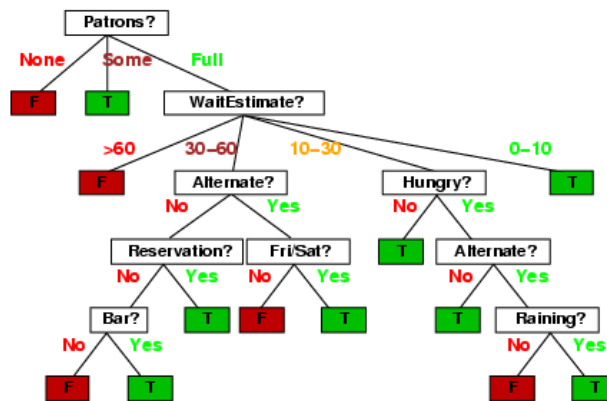 Patrons?
None Some Full
F T WaitEstimate?
>60 30–60 10–30 0–10
F Alternate? Hungry? T
No Yes No Yes
Reservation? Fri/Sat? T Alternate?
No Yes No Yes No Yes
Bar? T F T T Raining?
No Yes No Yes
F T F T